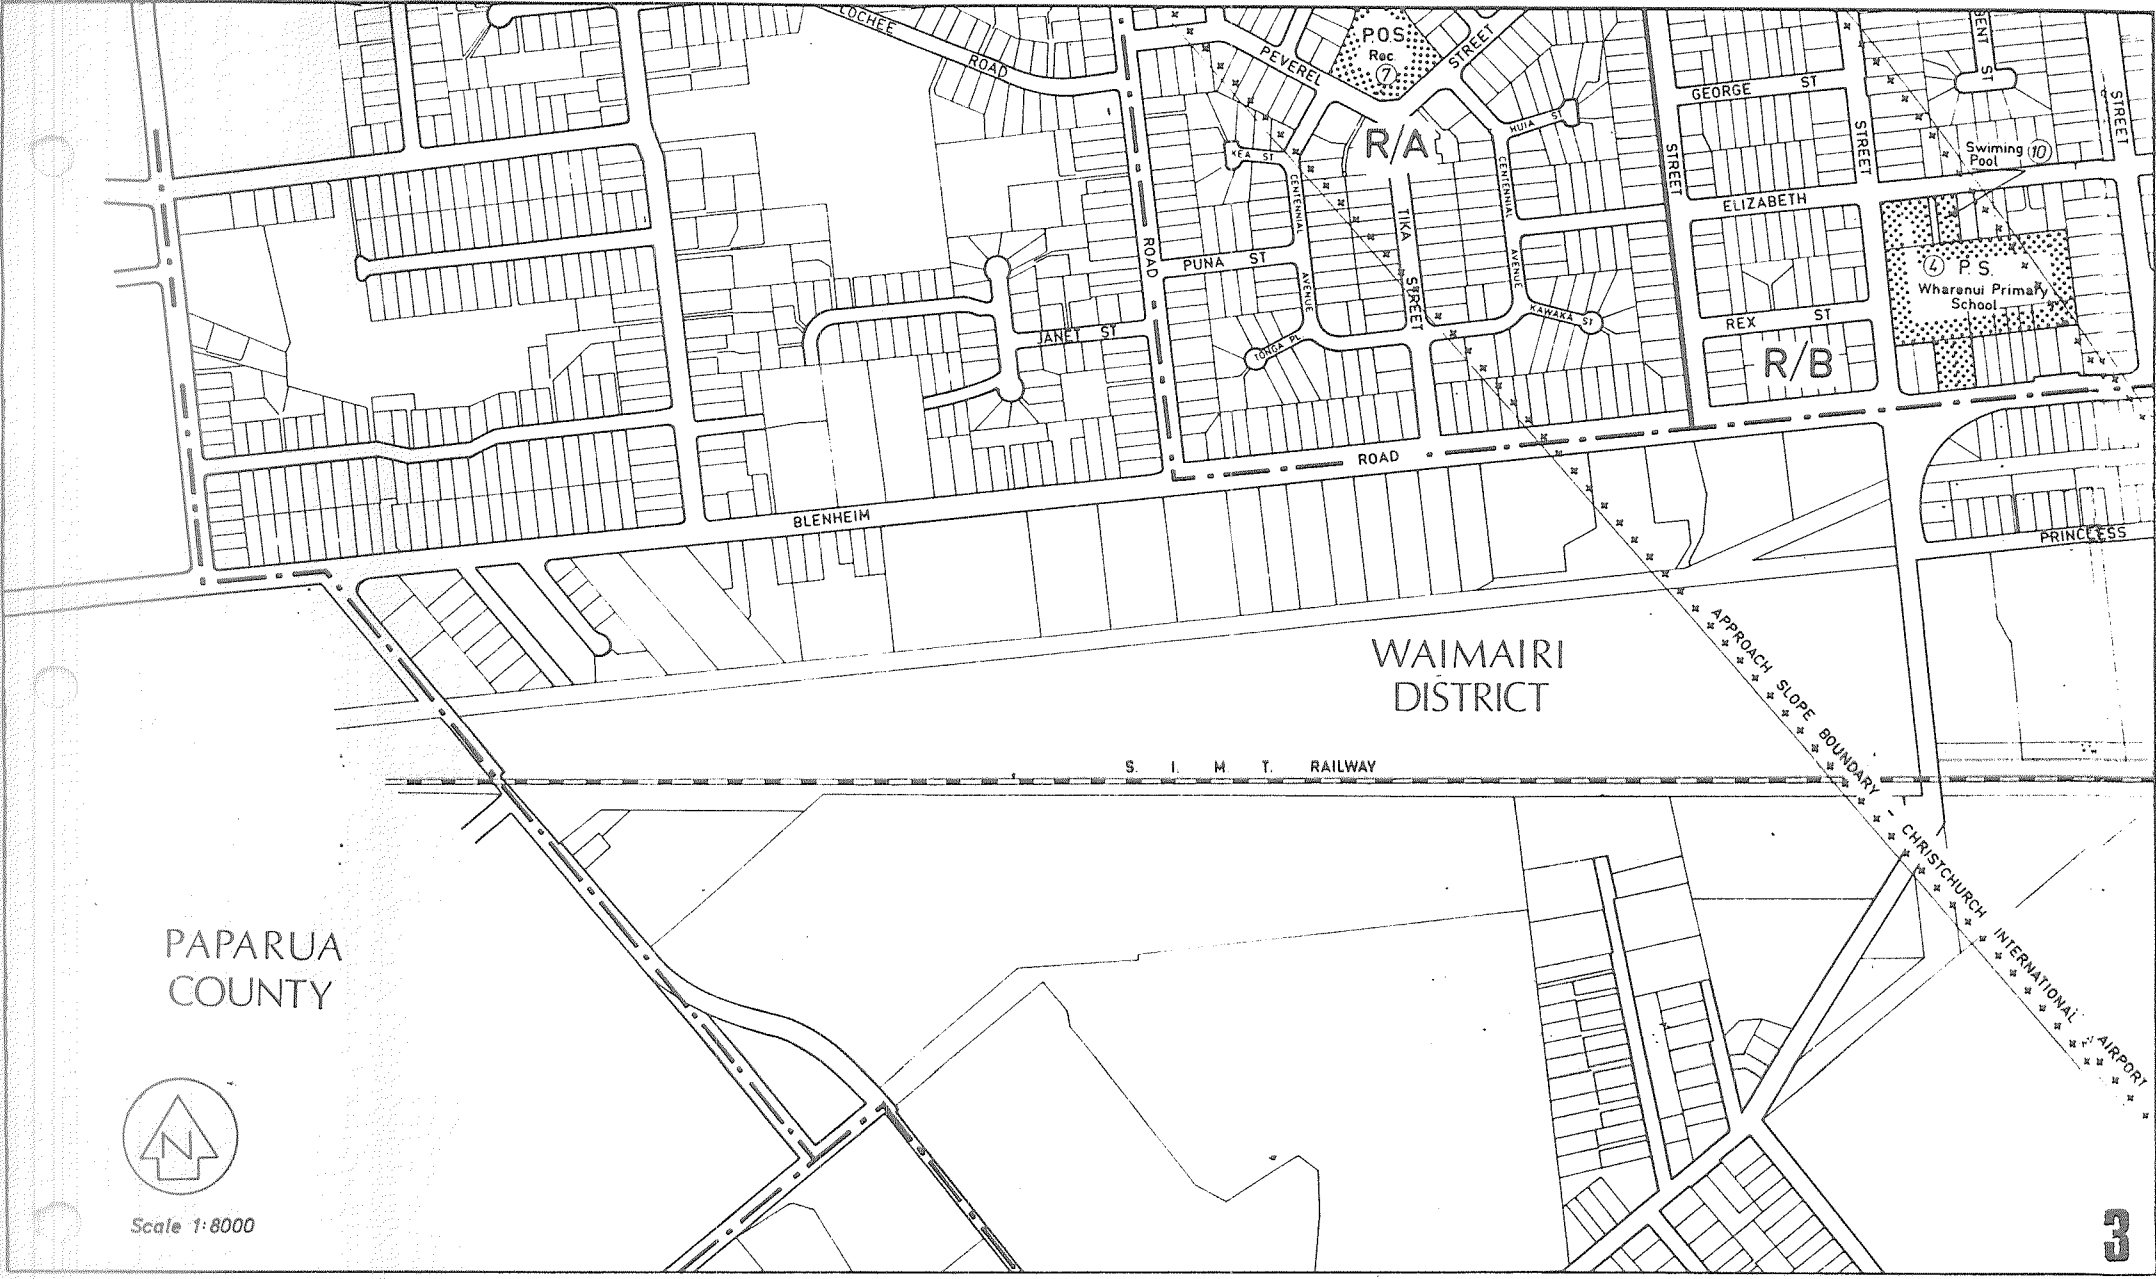 LOCHEE
ROAD
PEVEREL
STREET
P.O.S.
Rec
7
R/A
HUIA ST
KEA ST
CENTENNIAL
AVENUE
CENTENNIAL
AVENUE
TIKA
STREET
PUNA ST
TONGA PL
KAWAKA ST
JANET ST
ROAD
GEORGE ST
STREET
STREET
STREET
BENT
ST
Swiming
Pool
10
ELIZABETH
4 P.S.
Wharenui Primary
School
REX ST
R/B
BLENHEIM
ROAD
PRINCESS
WAIMAIRI
DISTRICT
APPROACH SLOPE BOUNDARY - CHRISTCHURCH INTERNATIONAL AIRPORT
S. I. M. T. RAILWAY
PAPARUA
COUNTY
N
Scale 1:8000
3